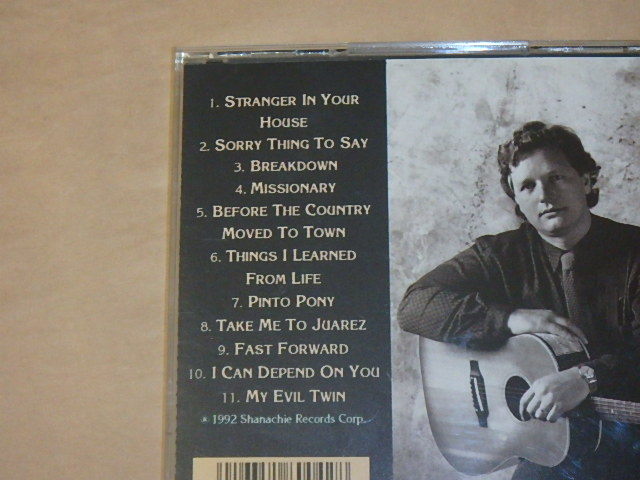 1. Stranger In Your
House
2. Sorry Thing To Say
3. Breakdown
4. Missionary
5. Before The Country
Moved To Town
6. Things I Learned
From Life
7. Pinto Pony
8. Take Me To Juarez
9. Fast Forward
10. I Can Depend On You
11. My Evil Twin
℗ 1992 Shanachie Records Corp.